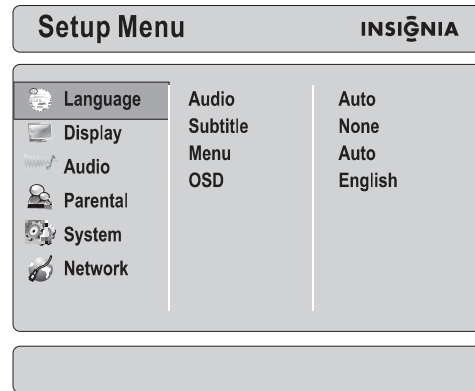 Setup Menu
INSIGNIA
Language
Display
Audio
Parental
System
Network
Audio Auto
Subtitle None
Menu Auto
OSD English